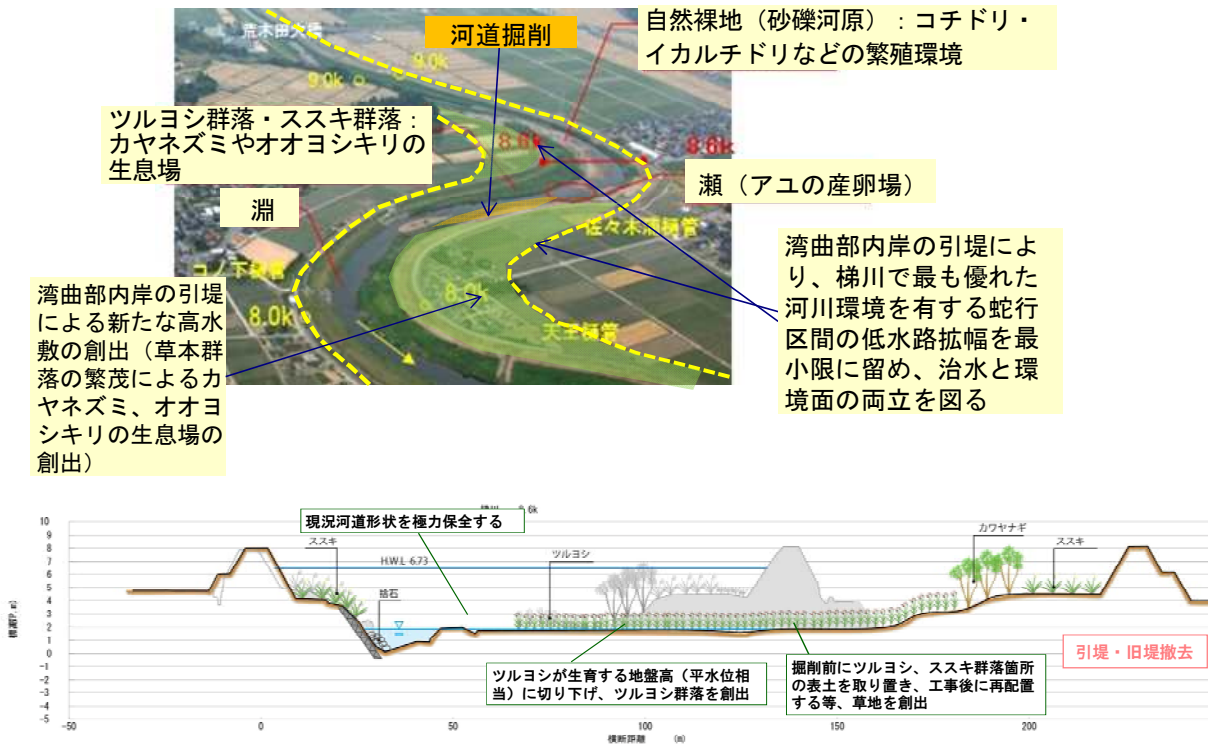 自然裸地（砂礫河原）：コチドリ・
イカルチドリなどの繁殖環境
河道掘削
荒木田大橋
9.0k
9.0k
ツルヨシ群落・ススキ群落：
カヤネズミやオオヨシキリの
生息場
8.6k
8.6k
瀬（アユの産卵場）
淵
佐々木涌樋管
コノ下樋管
8.0k
8.0k
天王樋管
湾曲部内岸の引堤
による新たな高水
敷の創出（草本群
落の繁茂によるカ
ヤネズミ、オオヨ
シキリの生息場の
創出）
湾曲部内岸の引堤によ
り、梯川で最も優れた
河川環境を有する蛇行
区間の低水路拡幅を最
小限に留め、治水と環
境面の両立を図る
現況河道形状を極力保全する
ススキ
H.W.L 6.73
ツルヨシ
カワヤナギ
ススキ
捨石
10
9
8
7
6
5
4
3
2
1
0
-1
-2
-3
-4
-5
ツルヨシが生育する地盤高（平水位相
当）に切り下げ、ツルヨシ群落を創出
掘削前にツルヨシ、ススキ群落箇所
の表土を取り置き、工事後に再配置
する等、草地を創出
引堤・旧堤撤去
-50
0
50
100
150
200
横断距離 (m)